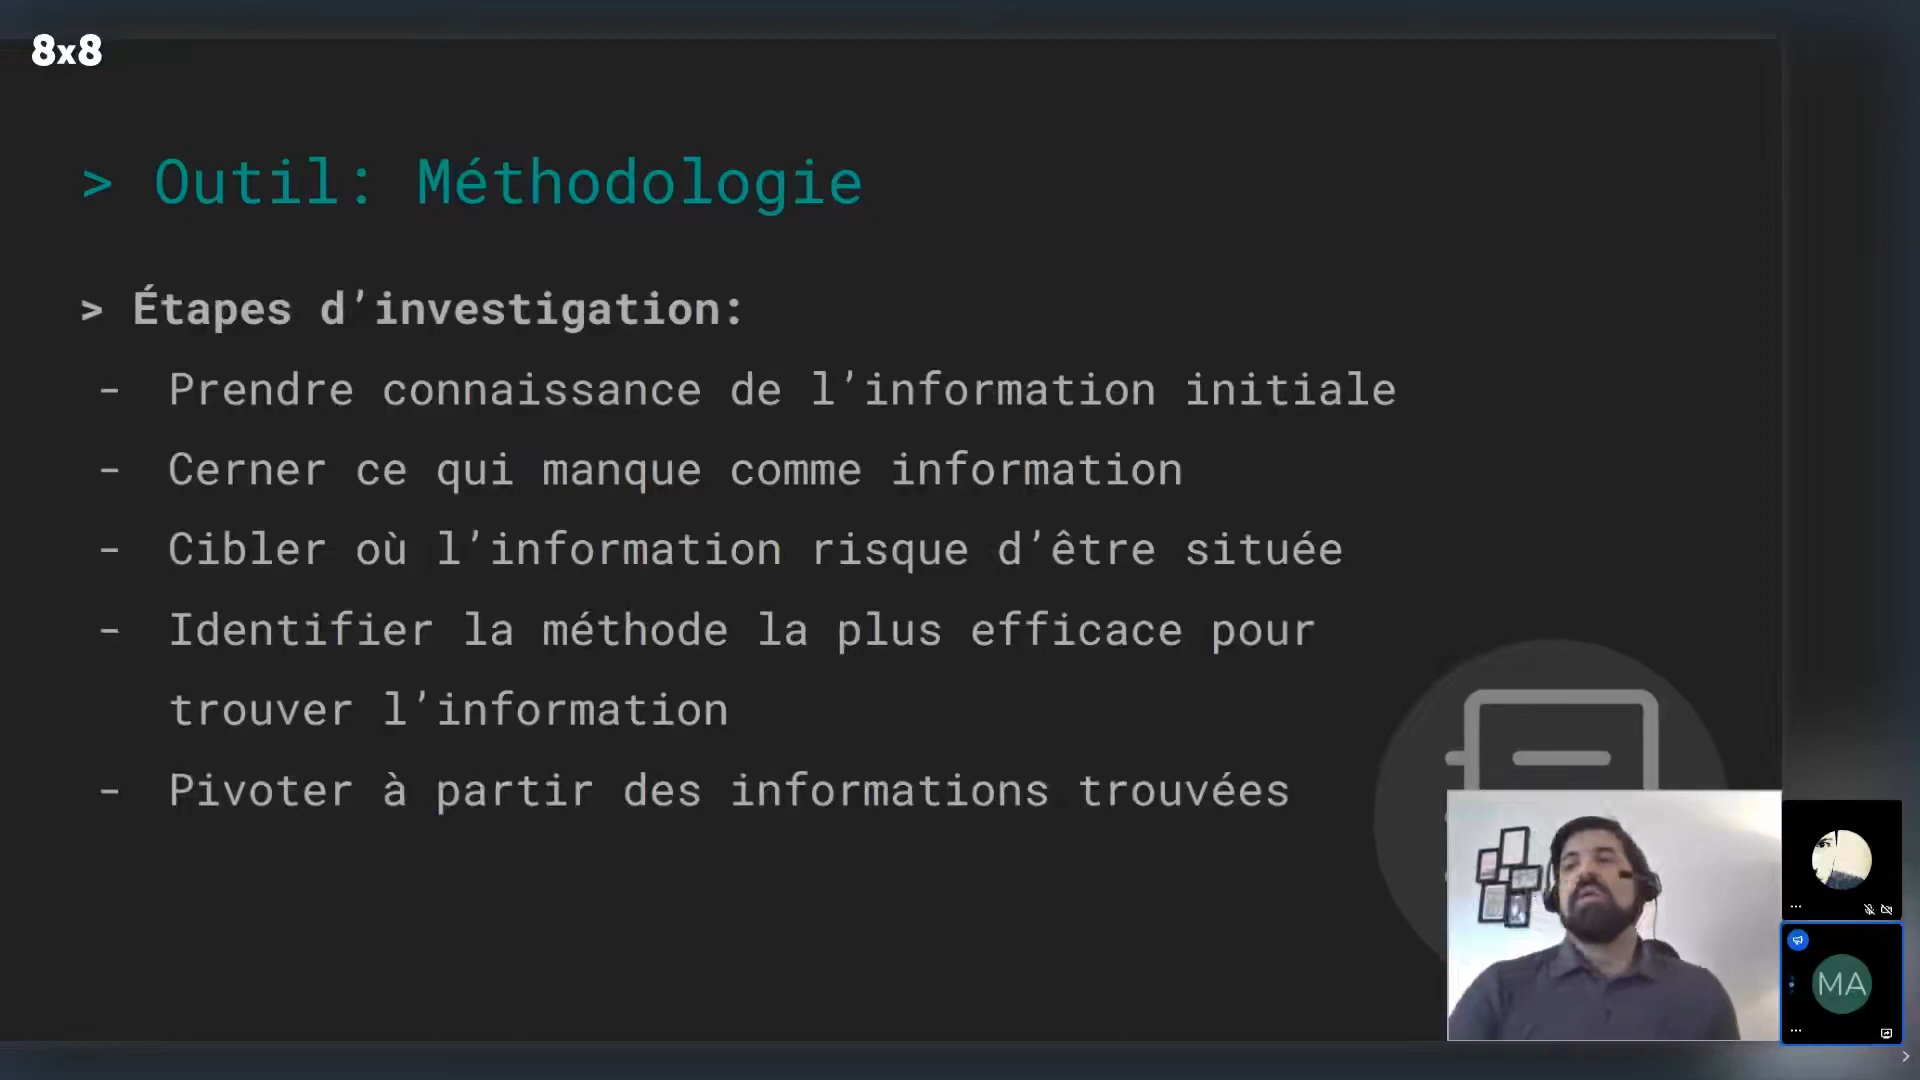 8x8
> Outil: Méthodologie
> Étapes d’investigation:
- Prendre connaissance de l’information initiale
- Cerner ce qui manque comme information
- Cibler où l’information risque d’être située
- Identifier la méthode la plus efficace pour
trouver l’information
- Pivoter à partir des informations trouvées
MA